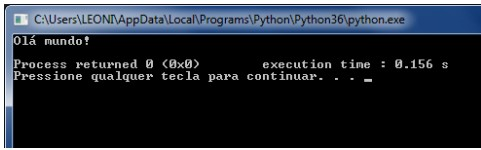 C:\Users\LEONI\AppData\Local\Programs\Python\Python36\python.exe
Olá mundo!
Process returned 0 (0x0)        execution time : 0.156 s
Pressione qualquer tecla para continuar. . . _